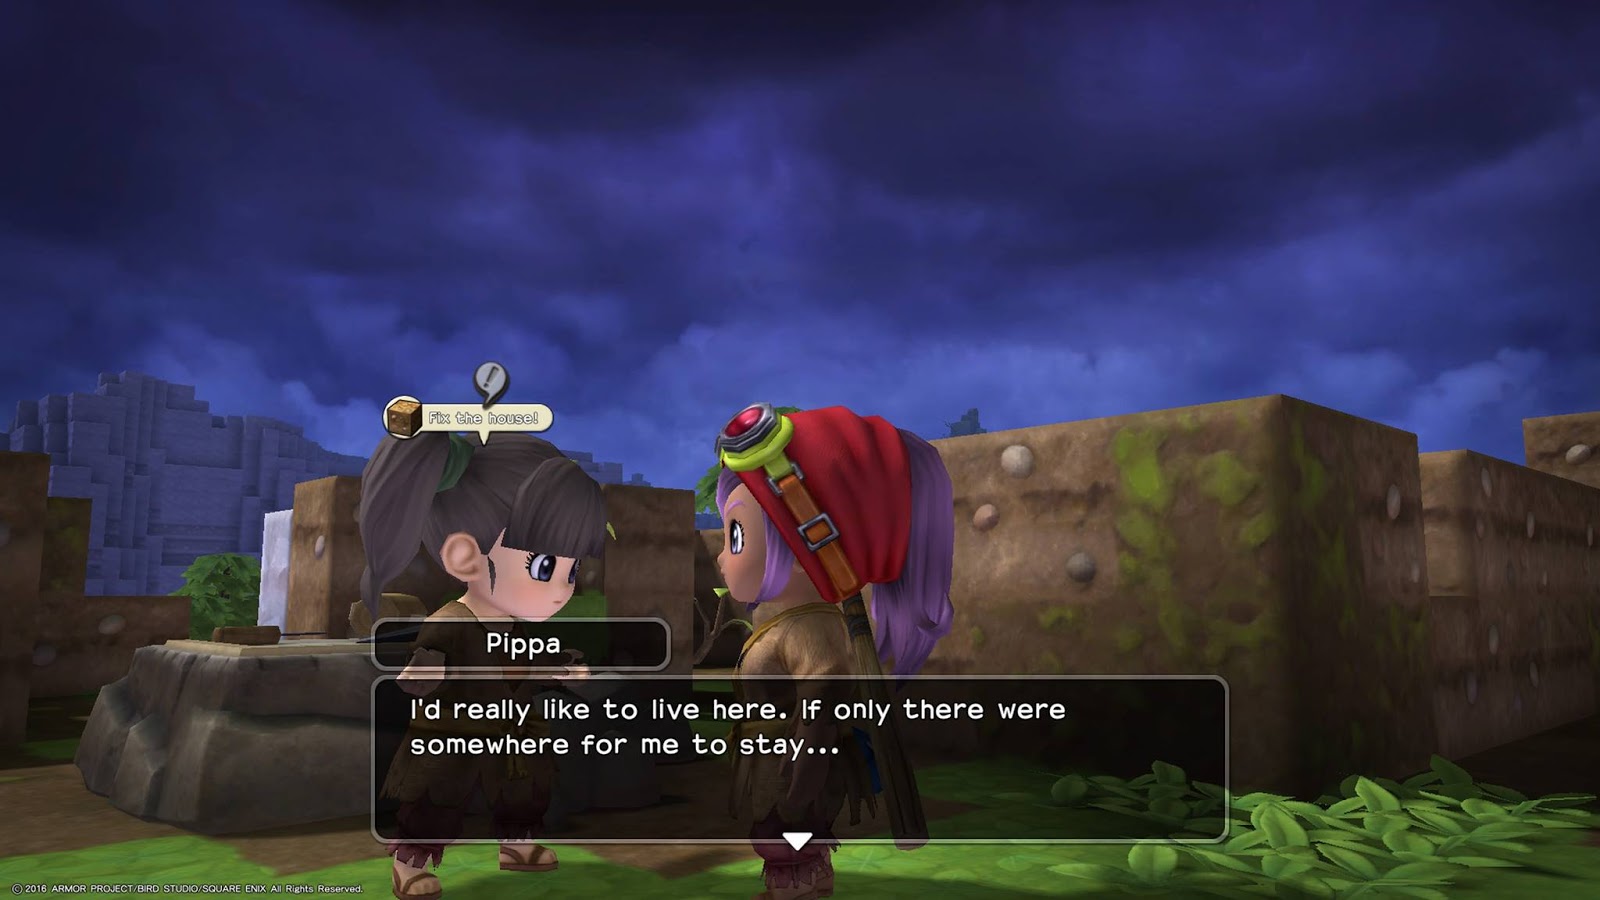 Fix the house!
Pippa
I'd really like to live here. If only there were
somewhere for me to stay...
© 2016 ARMOR PROJECT/BIRD STUDIO/SQUARE ENIX All Rights Reserved.